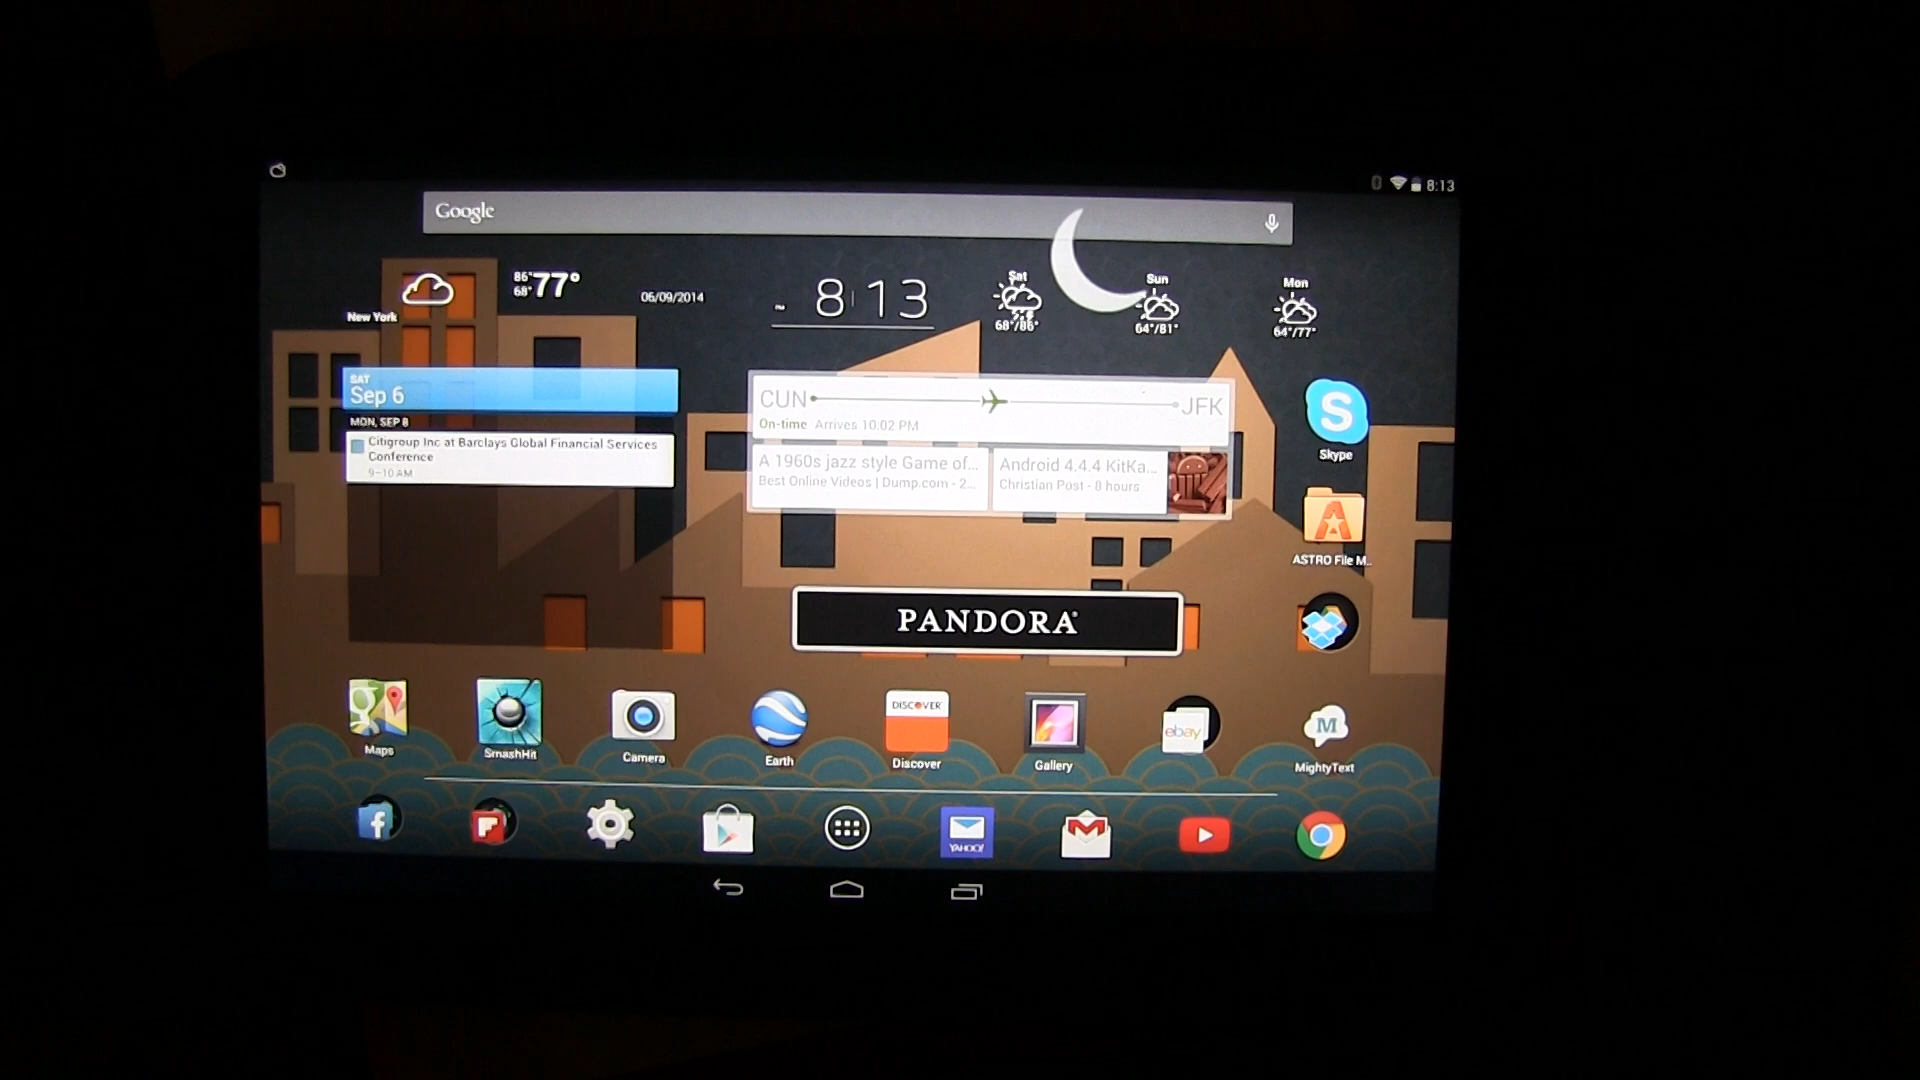 8:13
Google
86° 77°
68°
New York
06/09/2014
PM 8 13
Sat
68°/86°
Sun
64°/81°
Mon
64°/77°
SAT
Sep 6
MON, SEP 8
Citigroup Inc at Barclays Global Financial Services
Conference
9–10 AM
CUN JFK
On-time Arrives 10:02 PM
A 1960s jazz style Game of...
Best Online Videos | Dump.com - 2...
Android 4.4.4 KitKa...
Christian Post - 8 hours
Skype
ASTRO File M..
PANDORA®
DISCOVER
ebay
M
Maps
SmashHit
Camera
Earth
Discover
Gallery
MightyText
YAHOO!